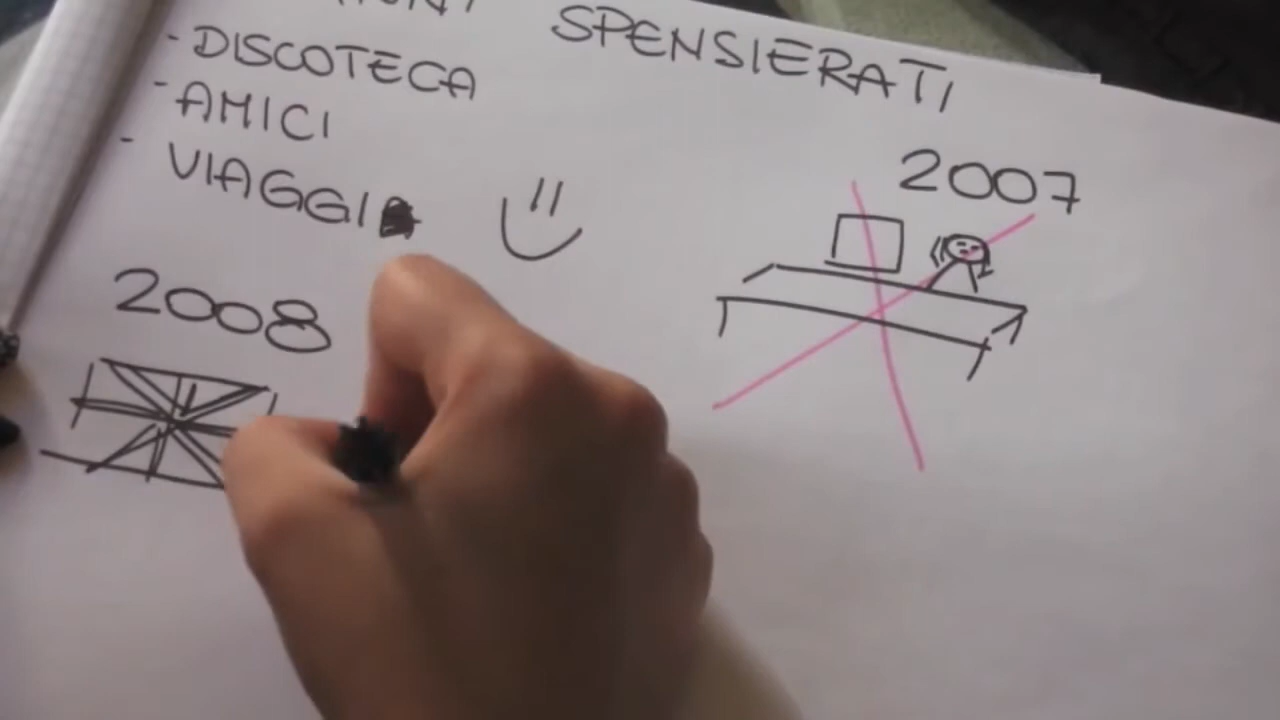 SPENSIERATI
- DISCOTECA
- AMICI
- VIAGGI
2007
2008